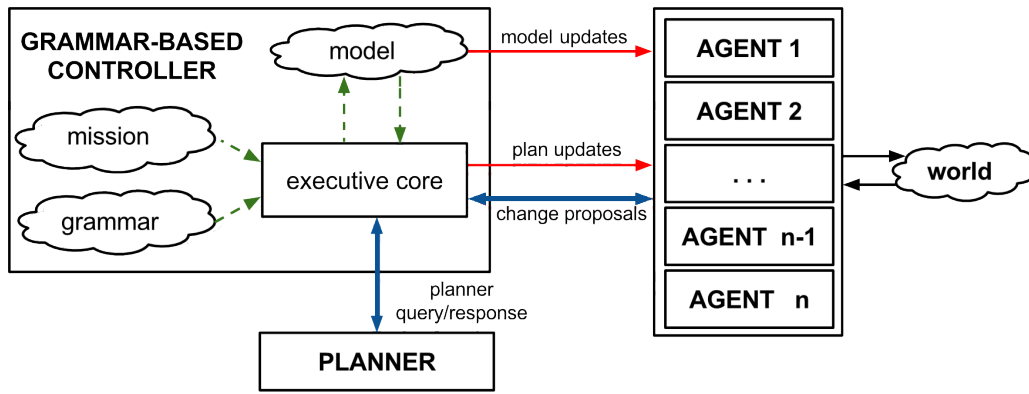 GRAMMAR-BASED
CONTROLLER
model
mission
grammar
executive core
model updates
plan updates
change proposals
planner
query/response
PLANNER
AGENT 1
AGENT 2
. . .
AGENT n-1
AGENT n
world